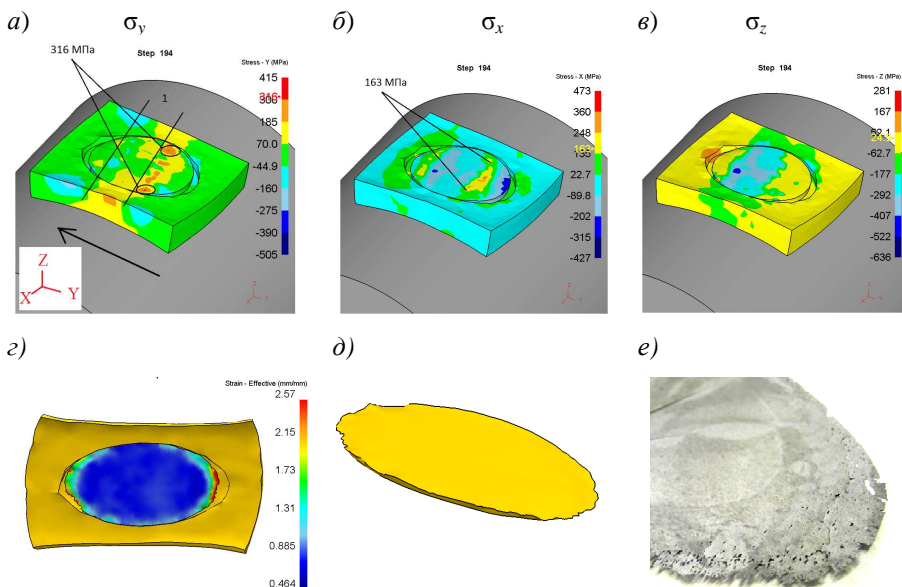 а) σy б) σx в) σz
316 МПа
Step 194
Stress - Y (MPa)
415
300
316
185
70.0
-44.9
-160
-275
-390
-505
1
Z
X Y
X Y
163 МПа
Step 194
Stress - X (MPa)
473
360
248
163
135
22.7
-89.8
-202
-315
-427
X Y
Step 194
Stress - Z (MPa)
281
167
52.1
-62.7
-177
-292
-407
-522
-636
X Y
г) д) е)
Strain - Effective (mm/mm)
2.57
2.15
1.73
1.31
0.885
0.464